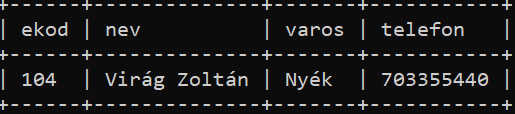 | ekod | nev | varos | telefon |
| 104 | Virág Zoltán | Nyék | 703355440 |